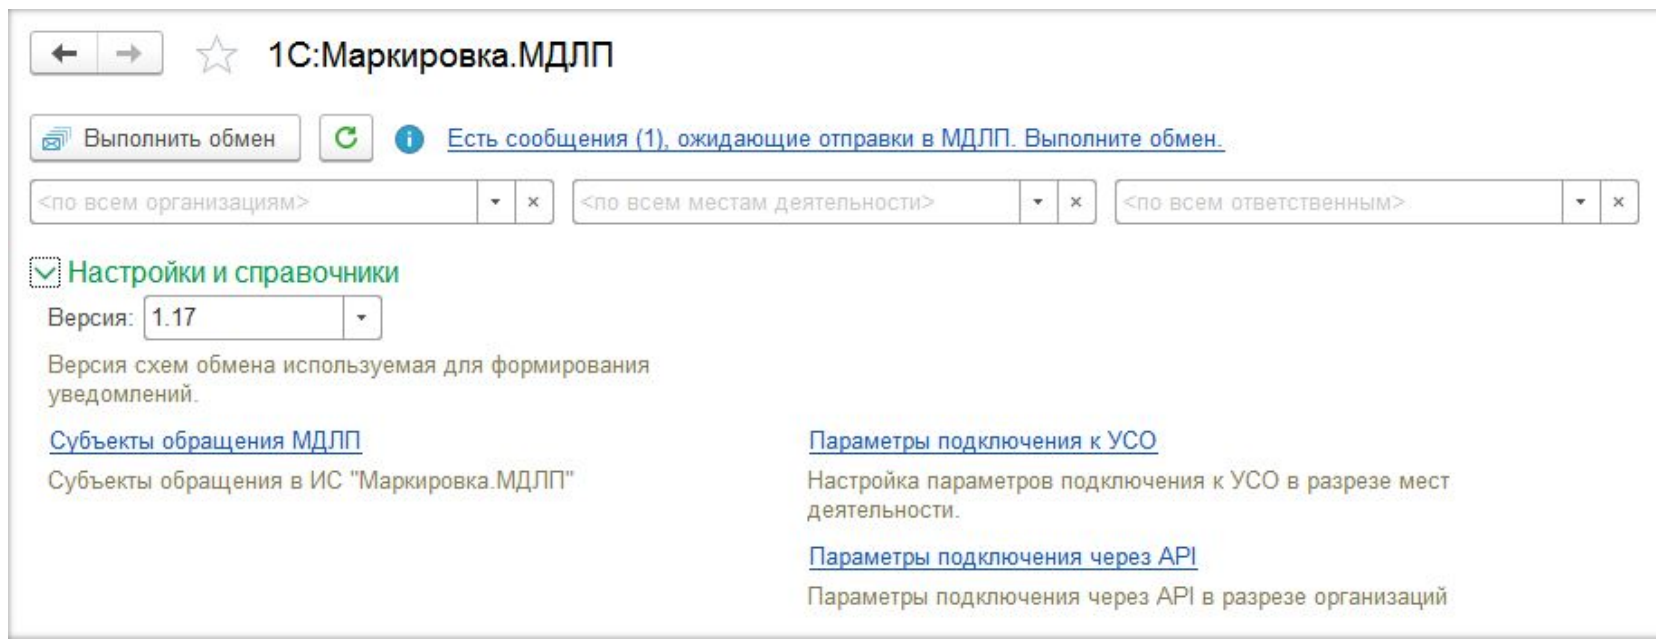 1С:Маркировка.МДЛП
Выполнить обмен
Есть сообщения (1), ожидающие отправки в МДЛП. Выполните обмен.
<по всем организациям>
<по всем местам деятельности>
<по всем ответственным>
Настройки и справочники
Версия: 1.17
Версия схем обмена используемая для формирования
уведомлений.
Субъекты обращения МДЛП
Субъекты обращения в ИС "Маркировка.МДЛП"
Параметры подключения к УСО
Настройка параметров подключения к УСО в разрезе мест
деятельности.
Параметры подключения через API
Параметры подключения через API в разрезе организаций